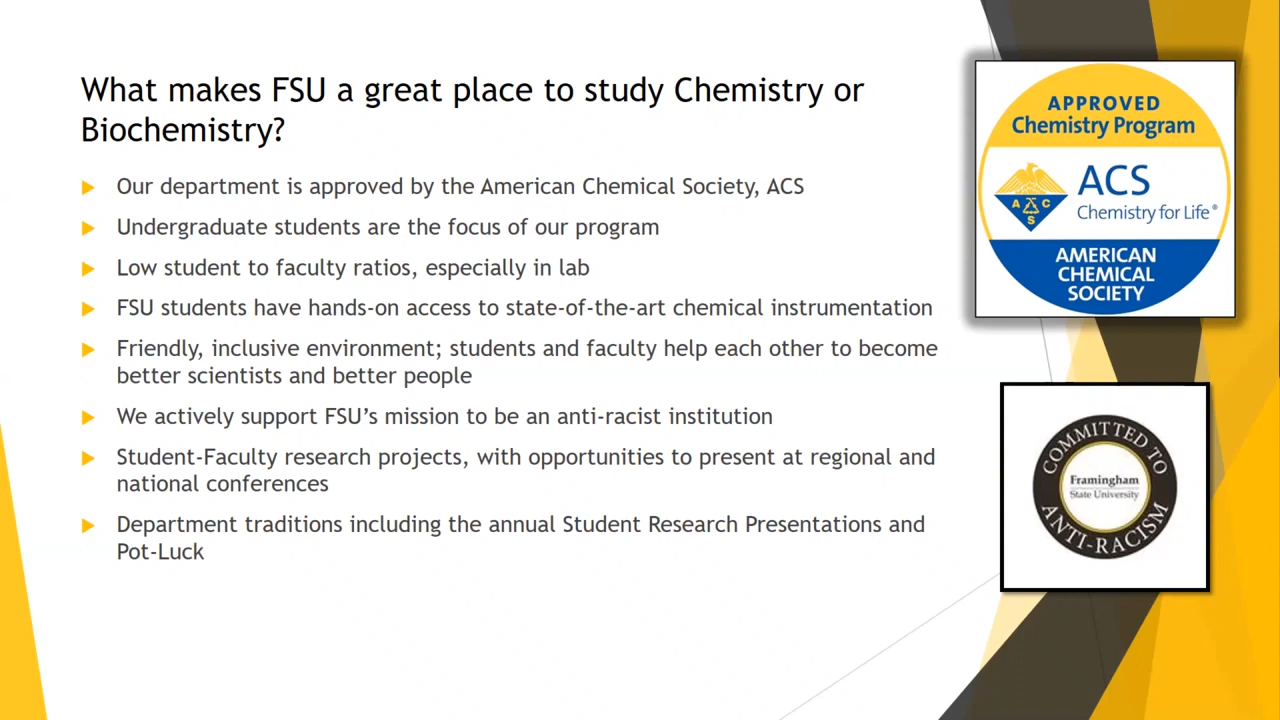 What makes FSU a great place to study Chemistry or
Biochemistry?
Our department is approved by the American Chemical Society, ACS
Undergraduate students are the focus of our program
Low student to faculty ratios, especially in lab
FSU students have hands-on access to state-of-the-art chemical instrumentation
Friendly, inclusive environment; students and faculty help each other to become
better scientists and better people
We actively support FSU’s mission to be an anti-racist institution
Student-Faculty research projects, with opportunities to present at regional and
national conferences
Department traditions including the annual Student Research Presentations and
Pot-Luck
APPROVED
Chemistry Program
A C
S
ACS
Chemistry for Life®
AMERICAN
CHEMICAL
SOCIETY
COMMITTED TO
Framingham
State University
ANTI-RACISM